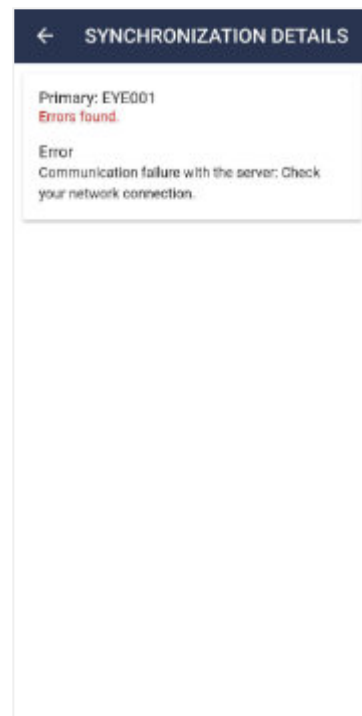 SYNCHRONIZATION DETAILS
Primary: EYE001
Errors found.
Error
Communication failure with the server: Check
your network connection.